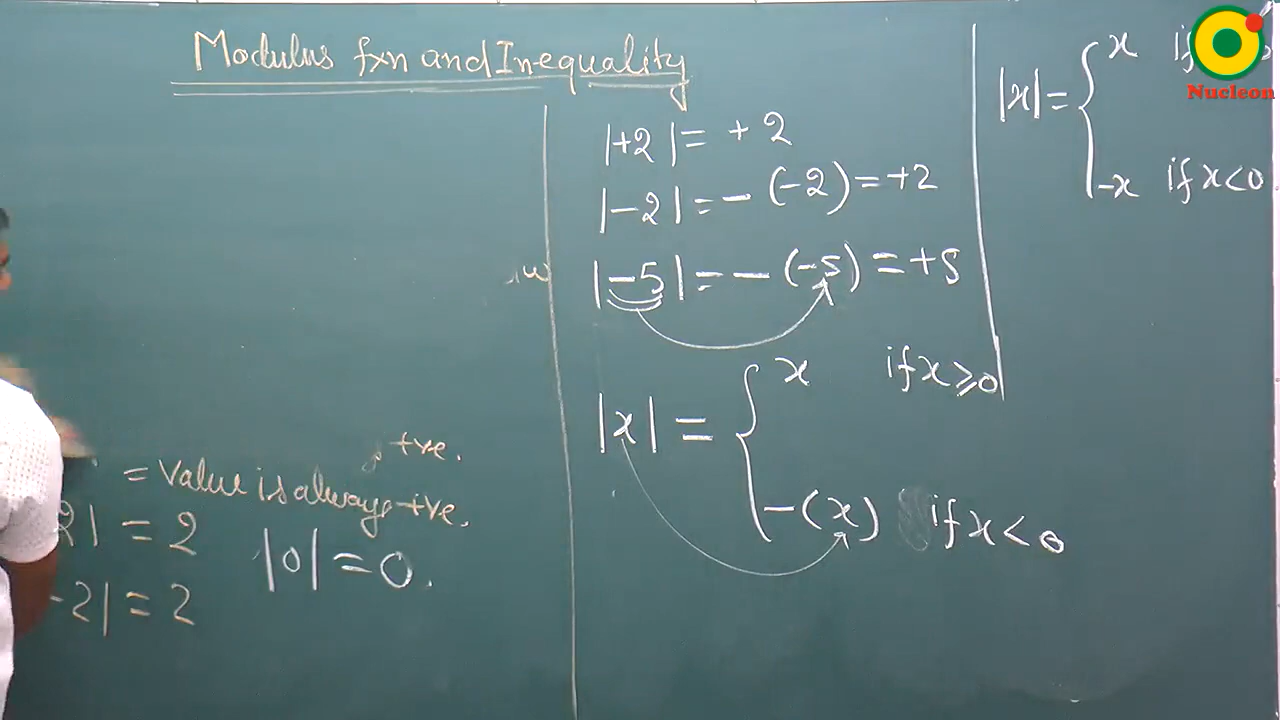 Modulus fxn and Inequality
+ve.
= Value is always +ve.
2| = 2
|0| = 0.
-2| = 2
|+2| = +2
|-2| = -(-2) = +2
|-5| = -(-5) = +5
|x| = { x if x ≥ 0
-(x) if x < 0
|x| = { x if
-x if x < 0
Nucleon